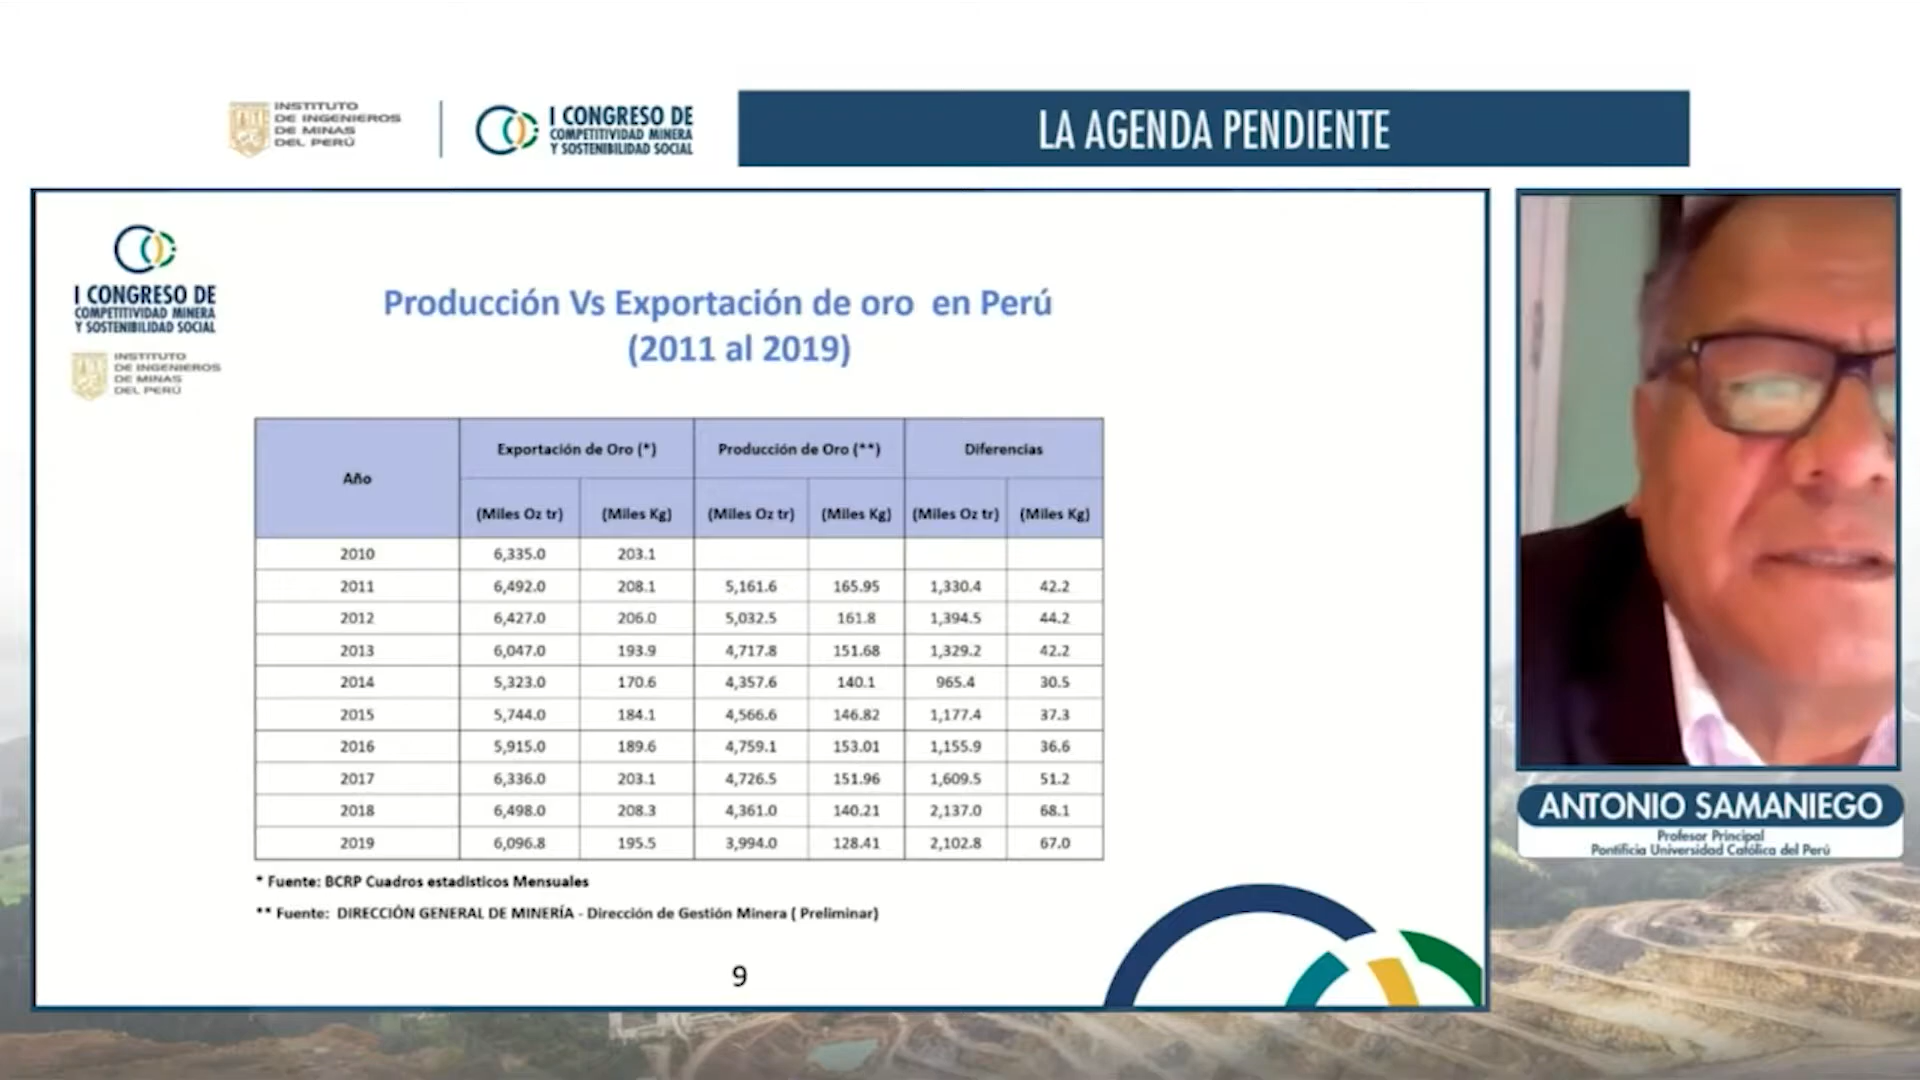 INSTITUTO
DE INGENIEROS
DE MINAS
DEL PERÚ
I CONGRESO DE
COMPETITIVIDAD MINERA
Y SOSTENIBILIDAD SOCIAL
LA AGENDA PENDIENTE
I CONGRESO DE
COMPETITIVIDAD MINERA
Y SOSTENIBILIDAD SOCIAL
INSTITUTO
DE INGENIEROS
DE MINAS
DEL PERÚ
Producción Vs Exportación de oro en Perú
(2011 al 2019)
Año Exportación de Oro (*) Producción de Oro (**) Diferencias
(Miles Oz tr) (Miles Kg) (Miles Oz tr) (Miles Kg) (Miles Oz tr) (Miles Kg)
2010 6,335.0 203.1
2011 6,492.0 208.1 5,161.6 165.95 1,330.4 42.2
2012 6,427.0 206.0 5,032.5 161.8 1,394.5 44.2
2013 6,047.0 193.9 4,717.8 151.68 1,329.2 42.2
2014 5,323.0 170.6 4,357.6 140.1 965.4 30.5
2015 5,744.0 184.1 4,566.6 146.82 1,177.4 37.3
2016 5,915.0 189.6 4,759.1 153.01 1,155.9 36.6
2017 6,336.0 203.1 4,726.5 151.96 1,609.5 51.2
2018 6,498.0 208.3 4,361.0 140.21 2,137.0 68.1
2019 6,096.8 195.5 3,994.0 128.41 2,102.8 67.0
* Fuente: BCRP Cuadros estadisticos Mensuales
** Fuente: DIRECCIÓN GENERAL DE MINERÍA - Dirección de Gestión Minera ( Preliminar)
9
ANTONIO SAMANIEGO
Profesor Principal
Pontificia Universidad Católica del Perú